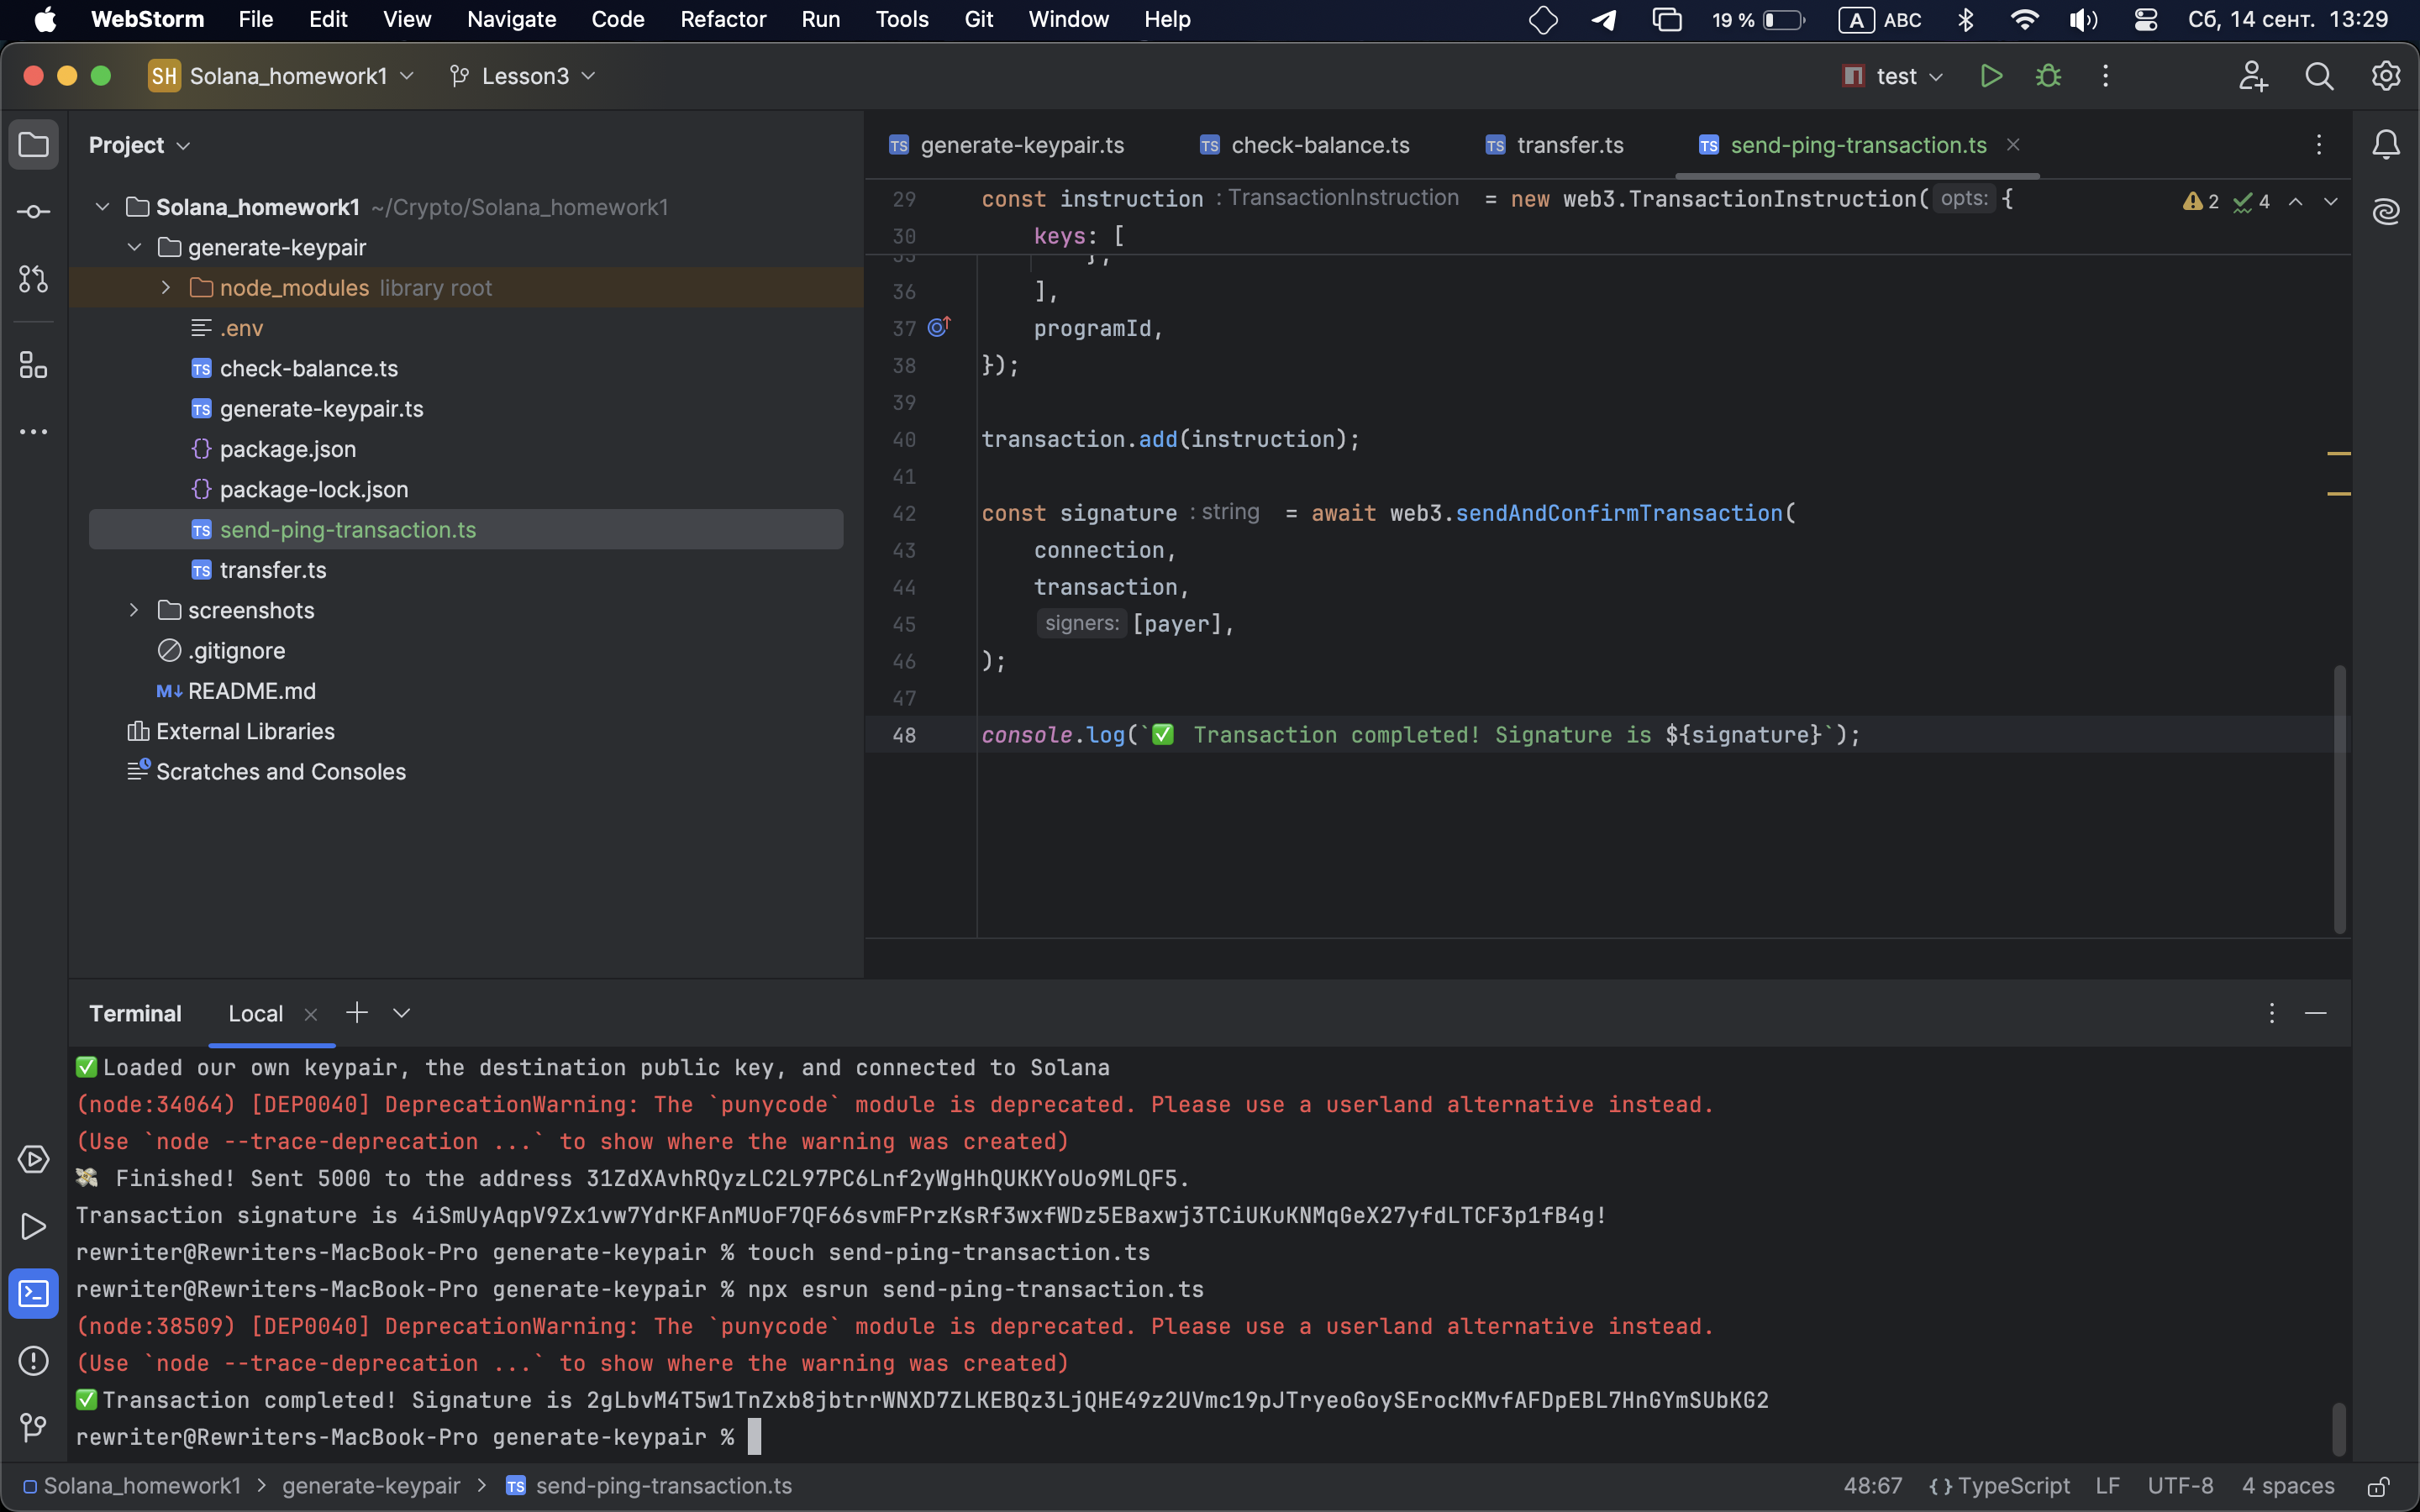 WebStorm File Edit View Navigate Code Refactor Run Tools Git Window Help 19 % A ABC Сб, 14 сент. 13:29
SH Solana_homework1 Lesson3 test
Project
Solana_homework1 ~/Crypto/Solana_homework1
generate-keypair
node_modules library root
.env
TS check-balance.ts
TS generate-keypair.ts
{} package.json
{} package-lock.json
TS send-ping-transaction.ts
TS transfer.ts
screenshots
.gitignore
M↓ README.md
External Libraries
Scratches and Consoles
TS generate-keypair.ts TS check-balance.ts TS transfer.ts TS send-ping-transaction.ts
29 const instruction : TransactionInstruction = new web3.TransactionInstruction( opts: {
2 4
30 keys: [
35 },
36 ],
37 programId,
38 });
39
40 transaction.add(instruction);
41
42 const signature : string = await web3.sendAndConfirmTransaction(
43 connection,
44 transaction,
45 signers: [payer],
46 );
47
48 console.log(`✅ Transaction completed! Signature is ${signature}`);
Terminal Local
✅ Loaded our own keypair, the destination public key, and connected to Solana
(node:34064) [DEP0040] DeprecationWarning: The `punycode` module is deprecated. Please use a userland alternative instead.
(Use `node --trace-deprecation ...` to show where the warning was created)
💸 Finished! Sent 5000 to the address 31ZdXAvhRQyzLC2L97PC6Lnf2yWgHhQUKKYoUo9MLQF5.
Transaction signature is 4iSmUyAqpV9Zx1vw7YdrKFAnMUoF7QF66svmFPrzKsRf3wxfWDz5EBaxwj3TCiUKuKNMqGeX27yfdLTCF3p1fB4g!
rewriter@Rewriters-MacBook-Pro generate-keypair % touch send-ping-transaction.ts
rewriter@Rewriters-MacBook-Pro generate-keypair % npx esrun send-ping-transaction.ts
(node:38509) [DEP0040] DeprecationWarning: The `punycode` module is deprecated. Please use a userland alternative instead.
(Use `node --trace-deprecation ...` to show where the warning was created)
✅ Transaction completed! Signature is 2gLbvM4T5w1TnZxb8jbtrrWNXD7ZLKEBQz3LjQHE49z2UVmc19pJTryeoGoySErocKMvfAFDpEBL7HnGYmSUbKG2
rewriter@Rewriters-MacBook-Pro generate-keypair %
Solana_homework1 > generate-keypair > TS send-ping-transaction.ts 48:67 {} TypeScript LF UTF-8 4 spaces